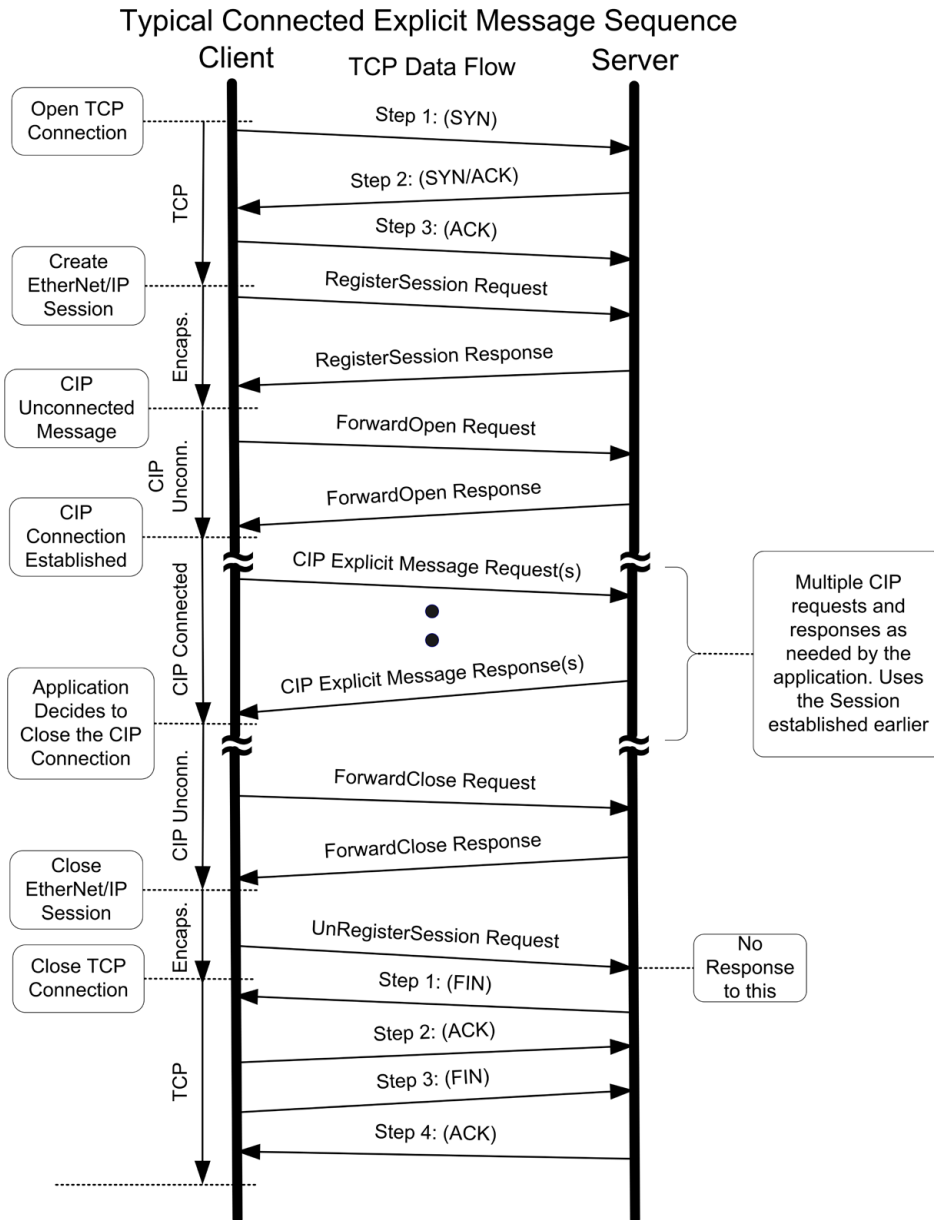 Typical Connected Explicit Message Sequence
Client
TCP Data Flow
Server
Open TCP
Connection
Step 1: (SYN)
Step 2: (SYN/ACK)
TCP
Step 3: (ACK)
Create
EtherNet/IP
Session
RegisterSession Request
Encaps.
RegisterSession Response
CIP
Unconnected
Message
ForwardOpen Request
CIP
Unconn.
ForwardOpen Response
CIP
Connection
Established
CIP Explicit Message Request(s)
CIP Connected
Multiple CIP
requests and
responses as
needed by the
application. Uses
the Session
established earlier
CIP Explicit Message Response(s)
Application
Decides to
Close the CIP
Connection
ForwardClose Request
CIP Unconn.
ForwardClose Response
Close
EtherNet/IP
Session
Encaps.
UnRegisterSession Request
No
Response
to this
Close TCP
Connection
Step 1: (FIN)
Step 2: (ACK)
TCP
Step 3: (FIN)
Step 4: (ACK)